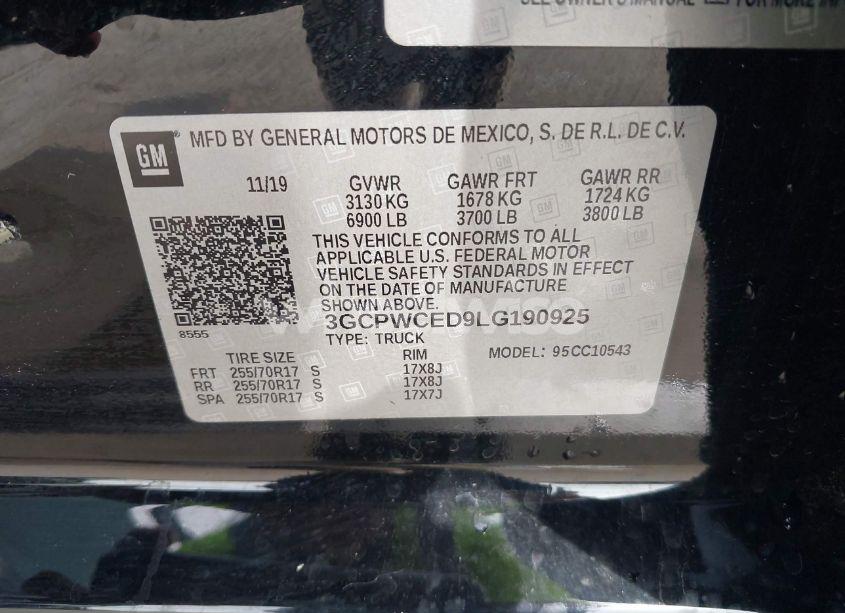 SEE OWNER'S MANUAL FOR MORE INF
GM
MFD BY GENERAL MOTORS DE MEXICO, S. DE R.L. DE C.V.
11/19 GVWR GAWR FRT GAWR RR
3130 KG 1678 KG 1724 KG
6900 LB 3700 LB 3800 LB
THIS VEHICLE CONFORMS TO ALL
APPLICABLE U.S. FEDERAL MOTOR
VEHICLE SAFETY STANDARDS IN EFFECT
ON THE DATE OF MANUFACTURE
SHOWN ABOVE.
8555 3GCPWCED9LG190925
TYPE: TRUCK
TIRE SIZE RIM MODEL: 95CC10543
FRT 255/70R17 S 17X8J
RR 255/70R17 S 17X8J
SPA 255/70R17 S 17X7J